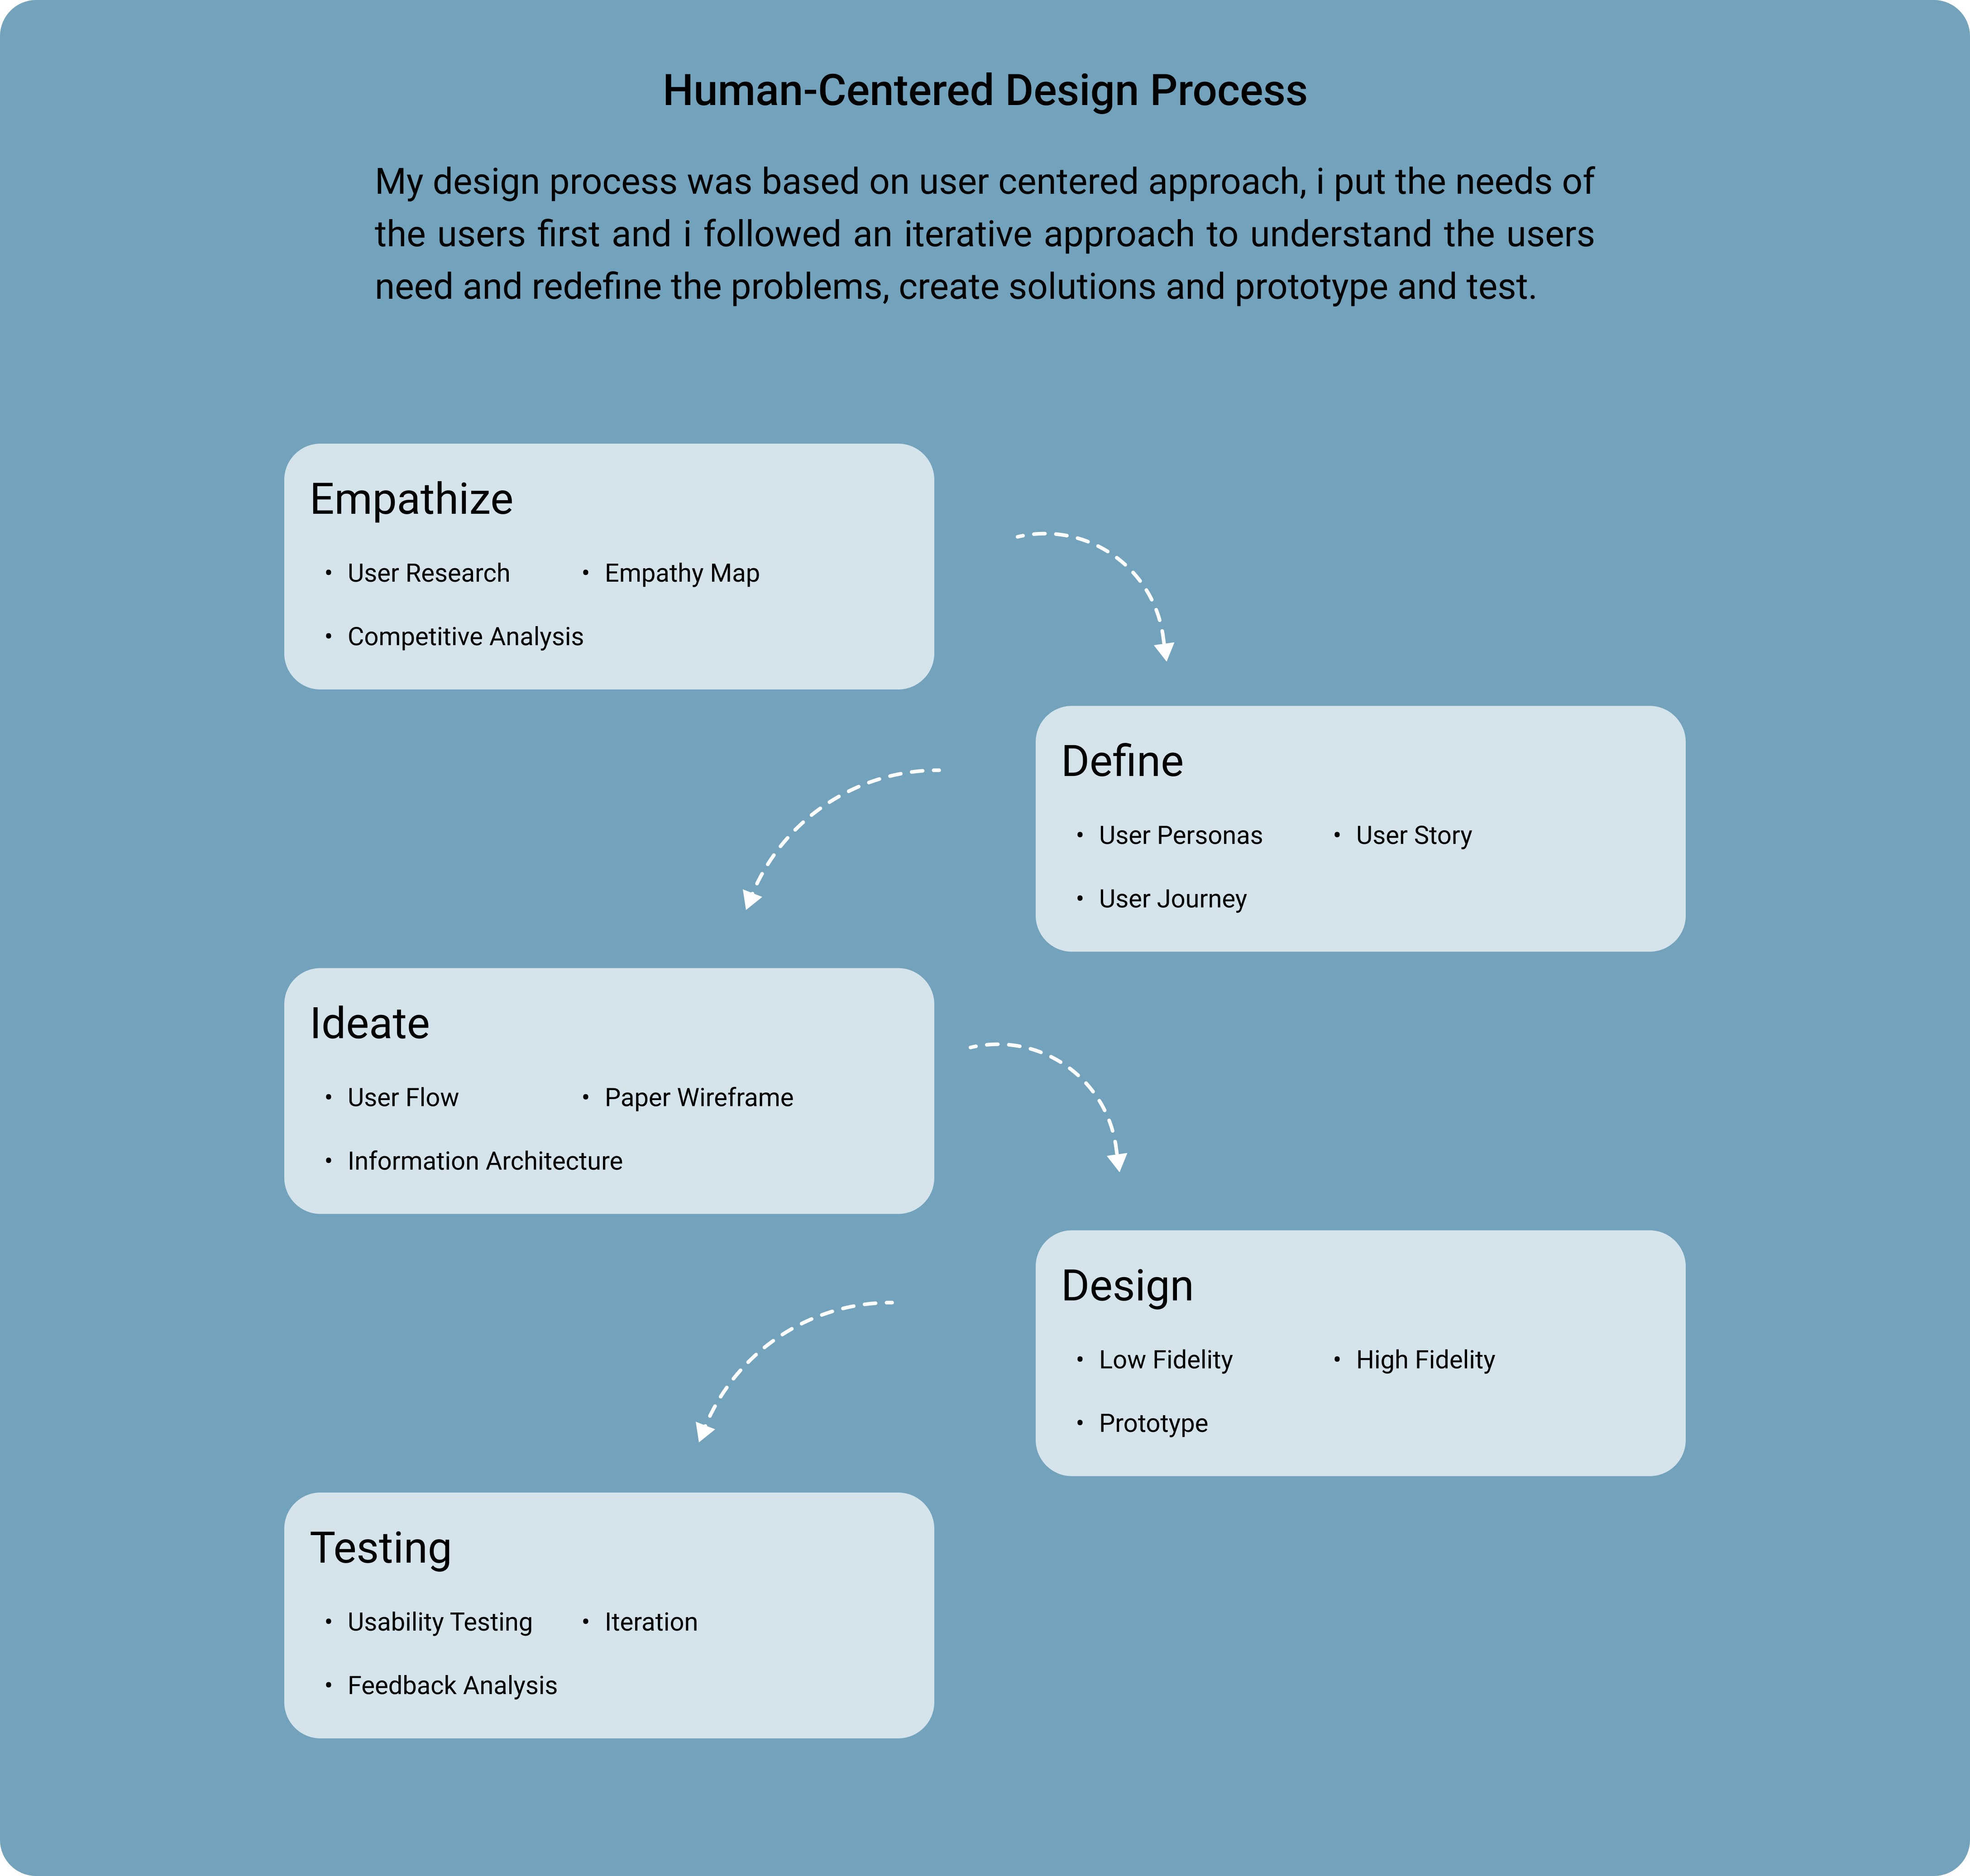 Human-Centered Design Process
My design process was based on user centered approach, i put the needs of
the users first and i followed an iterative approach to understand the users
need and redefine the problems, create solutions and prototype and test.
Empathize
• User Research • Empathy Map
• Competitive Analysis
Define
• User Personas • User Story
• User Journey
Ideate
• User Flow • Paper Wireframe
• Information Architecture
Design
• Low Fidelity • High Fidelity
• Prototype
Testing
• Usability Testing • Iteration
• Feedback Analysis